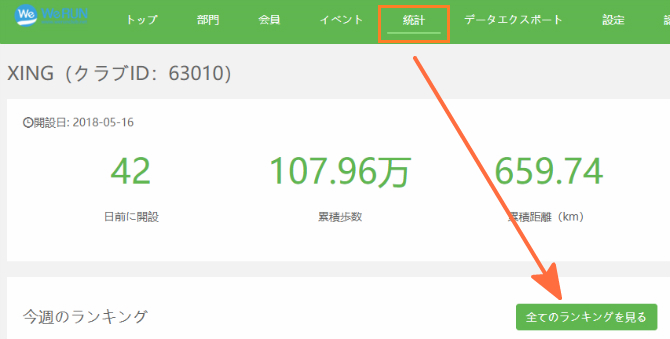 WeRUN
トップ 部門 会員 イベント 統計 データエクスポート 設定
XING（クラブID：63010）
開設日: 2018-05-16
42 107.96万 659.74
日前に開設 累積歩数 累積距離（km）
今週のランキング 全てのランキングを見る